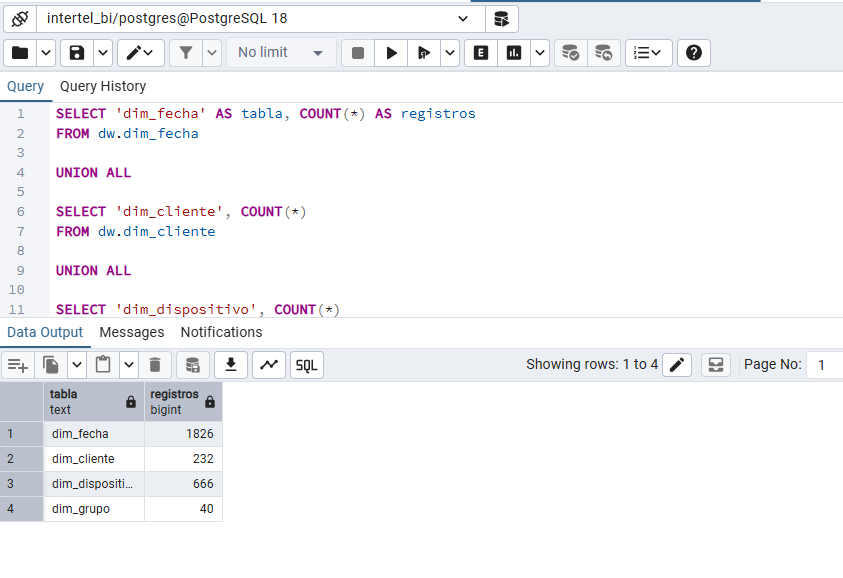 intertel_bi/postgres@PostgreSQL 18
No limit
E
Query Query History
1 SELECT 'dim_fecha' AS tabla, COUNT(*) AS registros
2 FROM dw.dim_fecha
3
4 UNION ALL
5
6 SELECT 'dim_cliente', COUNT(*)
7 FROM dw.dim_cliente
8
9 UNION ALL
10
11 SELECT 'dim_dispositivo', COUNT(*)
Data Output Messages Notifications
SQL Showing rows: 1 to 4 Page No: 1
tabla registros
text bigint
1 dim_fecha 1826
2 dim_cliente 232
3 dim_dispositi... 666
4 dim_grupo 40